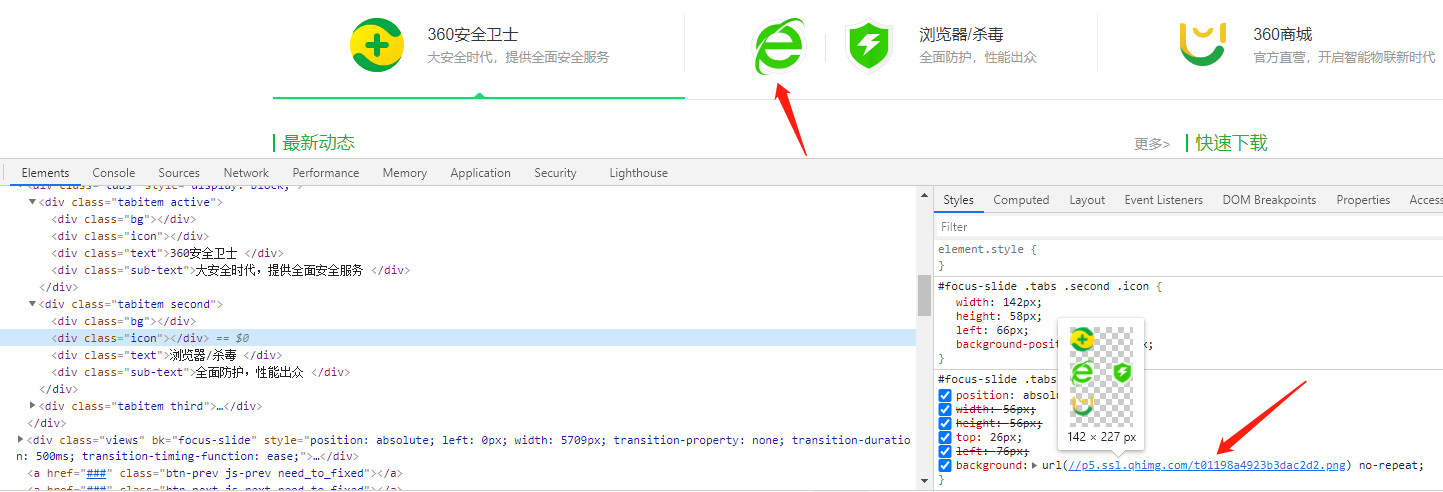 360安全卫士
大安全时代，提供全面安全服务
浏览器/杀毒
全面防护，性能出众
360商城
官方直营，开启智能物联新时代
最新动态
更多>
快速下载
Elements Console Sources Network Performance Memory Application Security Lighthouse
<div class="tabitem active">
<div class="bg"></div>
<div class="icon"></div>
<div class="text">360安全卫士 </div>
<div class="sub-text">大安全时代，提供全面安全服务 </div>
</div>
<div class="tabitem second">
<div class="bg"></div>
<div class="icon"></div> == $0
<div class="text">浏览器/杀毒 </div>
<div class="sub-text">全面防护，性能出众 </div>
</div>
<div class="tabitem third">…</div>
</div>
<div class="views" bk="focus-slide" style="position: absolute; left: 0px; width: 5709px; transition-property: none; transition-duratio
n: 500ms; transition-timing-function: ease;">…</div>
<a href="###" class="btn-prev js-prev need_to_fixed"></a>
Styles Computed Layout Event Listeners DOM Breakpoints Properties Access
Filter
element.style {
}
#focus-slide .tabs .second .icon {
width: 142px;
height: 58px;
left: 66px;
background-posit
x;
}
#focus-slide .tabs
position: absolu
width: 56px;
height: 56px;
top: 26px;
left: 76px;
142 × 227 px
background: url(//p5.ssl.qhimg.com/t01198a4923b3dac2d2.png) no-repeat;
}